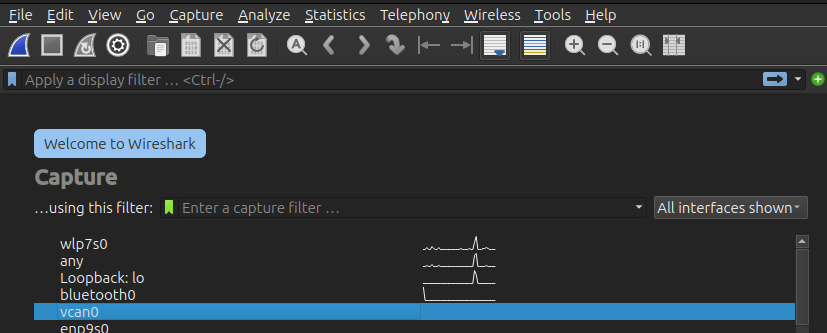 File Edit View Go Capture Analyze Statistics Telephony Wireless Tools Help
Apply a display filter … <Ctrl-/>
Welcome to Wireshark
Capture
…using this filter: Enter a capture filter … All interfaces shown
wlp7s0
any
Loopback: lo
bluetooth0
vcan0
enp9s0